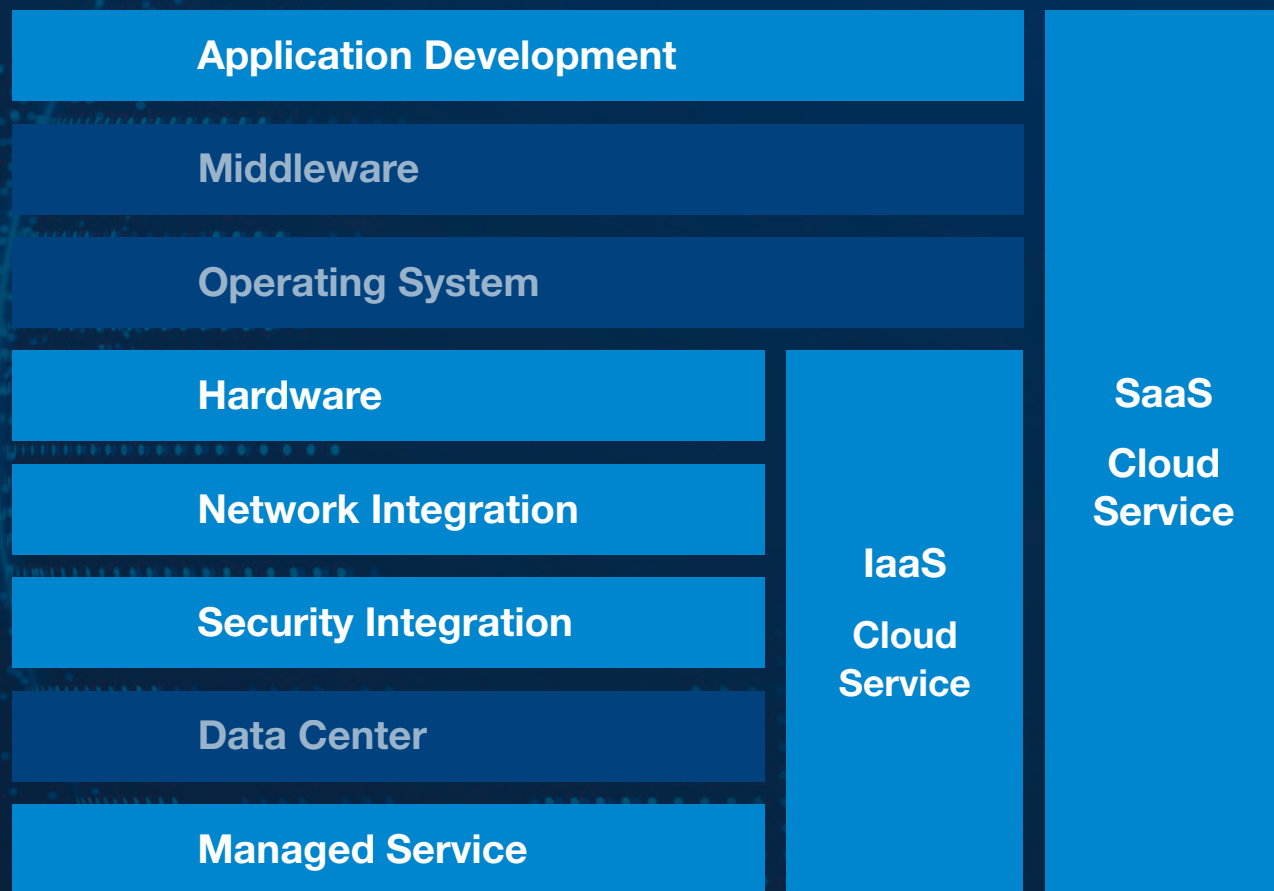 Application Development
Middleware
Operating System
Hardware
Network Integration
Security Integration
Data Center
Managed Service
IaaS
Cloud
Service
SaaS
Cloud
Service